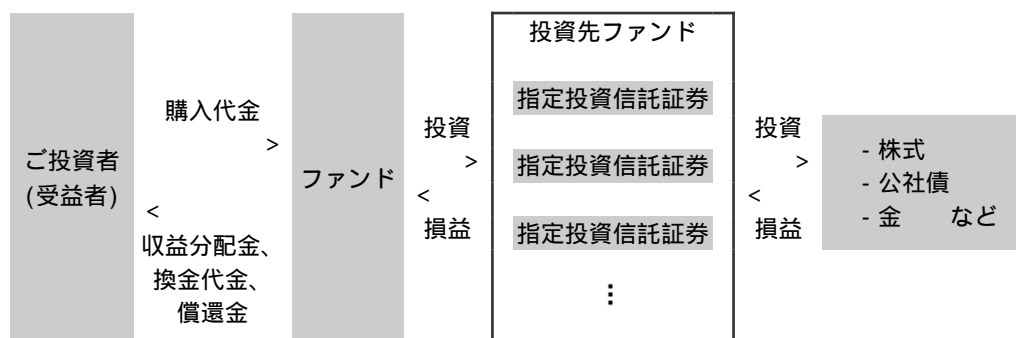 ご投資者
(受益者)
購入代金
>
<
収益分配金、
換金代金、
償還金
ファンド
投資
>
<
損益
投資先ファンド
指定投資信託証券
指定投資信託証券
指定投資信託証券
⋮
投資
>
<
損益
- 株式
- 公社債
- 金 など